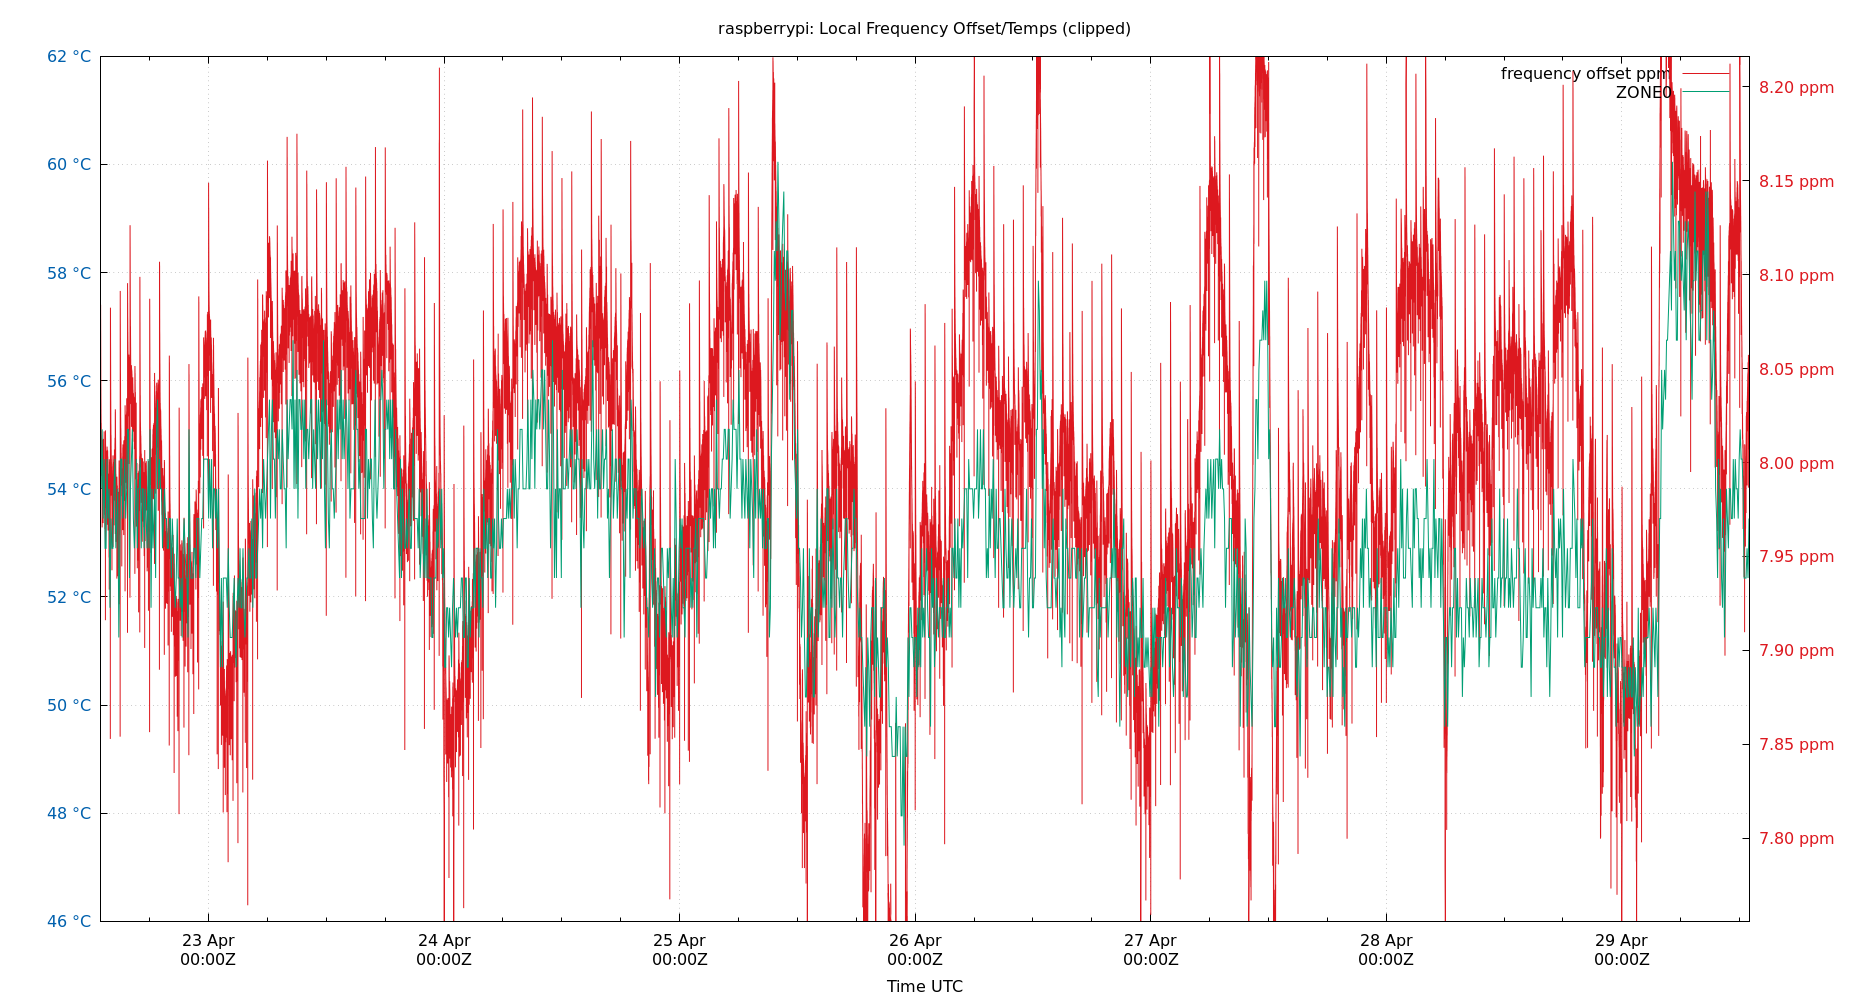 raspberrypi: Local Frequency Offset/Temps (clipped)
62 °C
60 °C
58 °C
56 °C
54 °C
52 °C
50 °C
48 °C
46 °C
frequency offset ppm
ZONE0
8.20 ppm
8.15 ppm
8.10 ppm
8.05 ppm
8.00 ppm
7.95 ppm
7.90 ppm
7.85 ppm
7.80 ppm
23 Apr
00:00Z
24 Apr
00:00Z
25 Apr
00:00Z
26 Apr
00:00Z
27 Apr
00:00Z
28 Apr
00:00Z
29 Apr
00:00Z
Time UTC